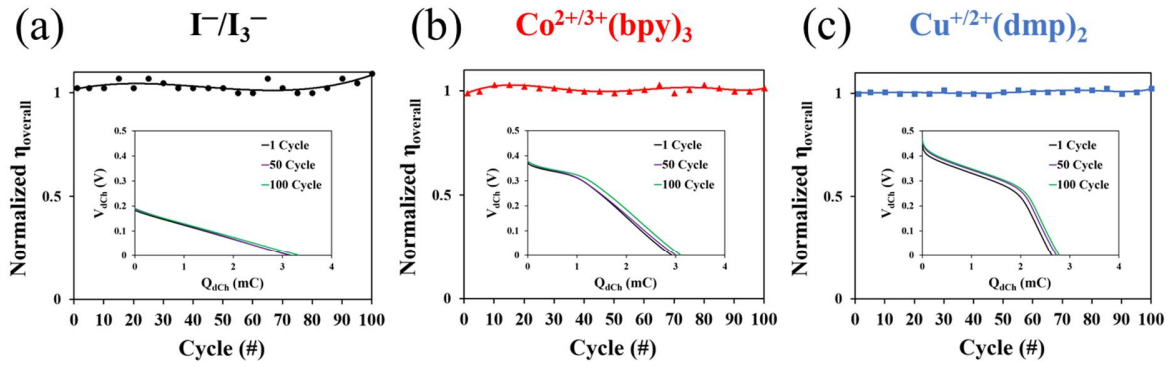 (a) I⁻/I₃⁻
Normalized ηoverall
1
0.5
0
0 10 20 30 40 50 60 70 80 90 100
Cycle (#)
VdCh (V)
0.5
0.4
0.3
0.2
0.1
0
1 Cycle
50 Cycle
100 Cycle
0 1 2 3 4
QdCh (mC)
(b) Co²⁺/³⁺(bpy)₃
Normalized ηoverall
1
0.5
0
0 10 20 30 40 50 60 70 80 90 100
Cycle (#)
VdCh (V)
0.5
0.4
0.3
0.2
0.1
0
1 Cycle
50 Cycle
100 Cycle
0 1 2 3 4
QdCh (mC)
(c) Cu⁺/²⁺(dmp)₂
Normalized ηoverall
1
0.5
0
0 10 20 30 40 50 60 70 80 90 100
Cycle (#)
VdCh (V)
0.5
0.4
0.3
0.2
0.1
0
1 Cycle
50 Cycle
100 Cycle
0 1 2 3 4
QdCh (mC)